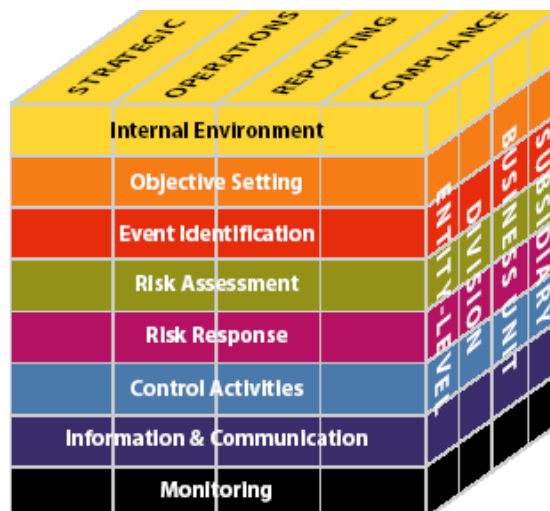 STRATEGIC
OPERATIONS
REPORTING
COMPLIANCE
Internal Environment
Objective Setting
Event Identification
Risk Assessment
Risk Response
Control Activities
Information & Communication
Monitoring
ENTITY-LEVEL
DIVISION
BUSINESS UNIT
SUBSIDIARY